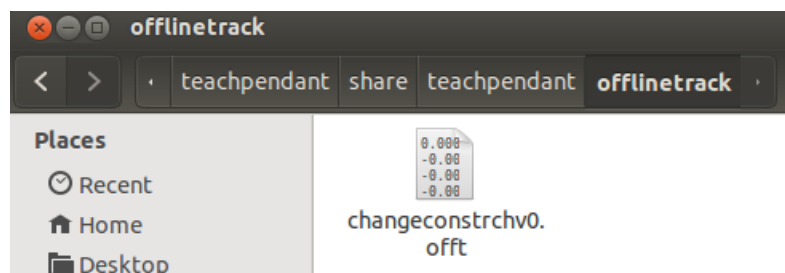 offlinetrack
teachpendant share teachpendant offlinetrack
Places
Recent
Home
Desktop
0.000
-0.00
-0.00
-0.00
changeconstrchv0.
offt